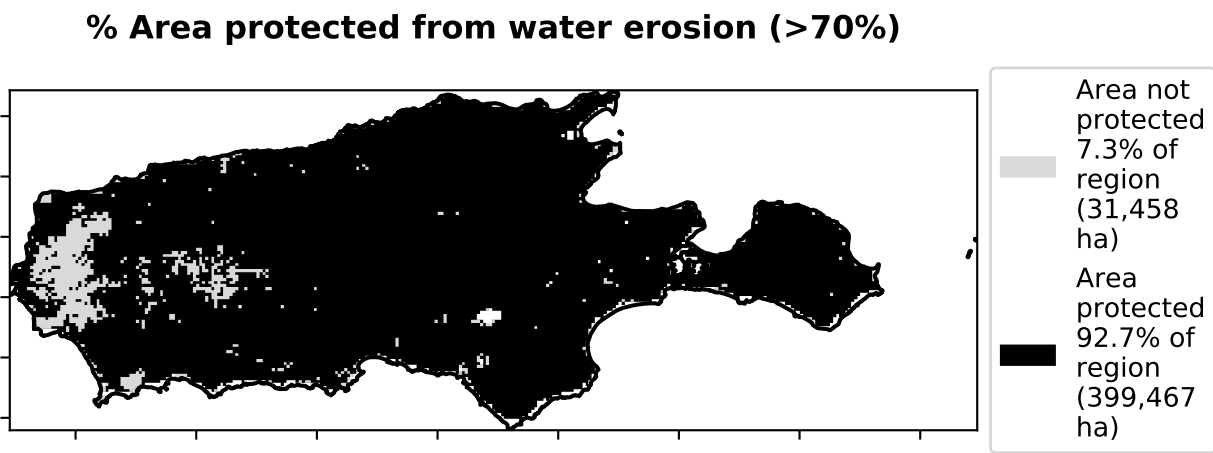 % Area protected from water erosion (>70%)
Area not
protected
7.3% of
region
(31,458
ha)
Area
protected
92.7% of
region
(399,467
ha)